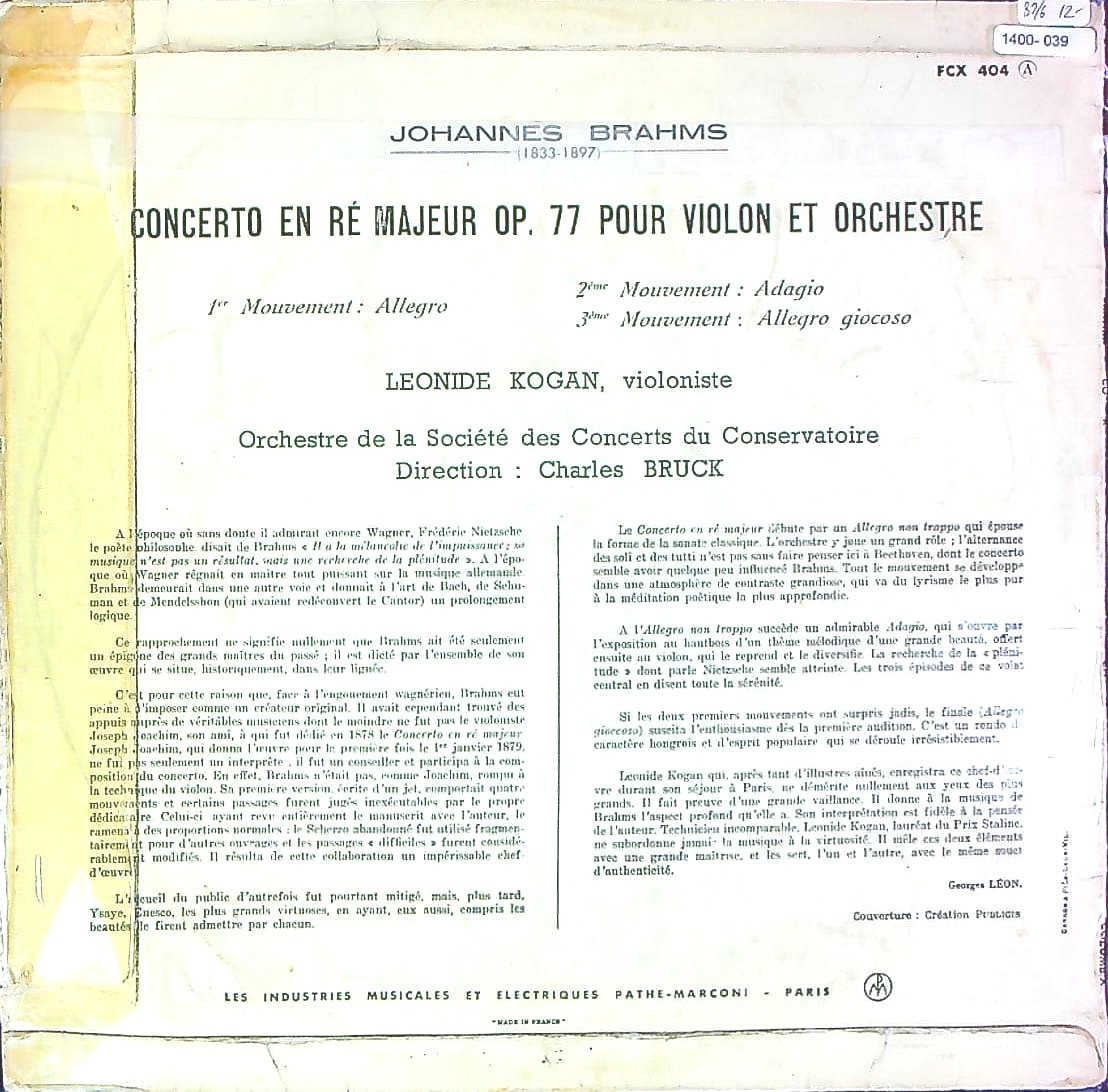 37/6 12-
1400-039
FCX 404 A
JOHANNES BRAHMS
(1833-1897)
CONCERTO EN RÉ MAJEUR OP. 77 POUR VIOLON ET ORCHESTRE
1er Mouvement : Allegro
2ème Mouvement : Adagio
3ème Mouvement : Allegro giocoso
LEONIDE KOGAN, violoniste
Orchestre de la Société des Concerts du Conservatoire
Direction : Charles BRUCK
A l'époque où sans doute il admirait encore Wagner, Frédéric Nietzsche
le poète philosophe, disait de Brahms « Il a la mélancolie de l'impuissance; sa
musique n'est pas un résultat, mais une recherche de la plénitude ». A l'épo-
que où Wagner régnait en maître tout puissant sur la musique allemande
Brahms demeurait dans une autre voie et donnait à l'art de Bach, de Schu-
man et de Mendelsshon (qui avaient redécouvert le Cantor) un prolongement
logique.
Ce rapprochement ne signifie nullement que Brahms ait été seulement
un épigone des grands maîtres du passé ; il est dicté par l'ensemble de son
œuvre qui se situe, historiquement, dans leur lignée.
C'est pour cette raison que, face à l'engouement wagnérien, Brahms eut
peine à s'imposer comme un créateur original. Il avait cependant trouvé des
appuis auprès de véritables musiciens dont le moindre ne fut pas le violoniste
Joseph Joachim, son ami, à qui fut dédié en 1878 le Concerto en ré majeur
Joseph Joachim, qui donna l'œuvre pour la première fois le 1er janvier 1879,
ne fut pas seulement un interprète ; il fut un conseiller et participa à la com-
position du concerto. En effet, Brahms n'était pas, comme Joachim, rompu à
la technique du violon. Sa première version, écrite d'un jet, comportait quatre
mouvements et certains passages furent jugés inexécutables par le propre
dédicataire Celui-ci ayant revu entièrement le manuscrit avec l'auteur, le
ramena à des proportions normales : le Scherzo abandonné fut utilisé fragmen-
tairement pour d'autres ouvrages et les passages « difficiles » furent considé-
rablement modifiés. Il résulta de cette collaboration un impérissable chef-
d'œuvre
L'accueil du public d'autrefois fut pourtant mitigé, mais, plus tard,
Ysaye, Enesco, les plus grands virtuoses, en ayant, eux aussi, compris les
beautés le firent admettre par chacun.
Le Concerto en ré majeur débute par un Allegro non troppo qui épouse
la forme de la sonate classique. L'orchestre y joue un grand rôle ; l'alternance
des soli et des tutti n'est pas sans faire penser ici à Beethoven, dont le concerto
semble avoir quelque peu influencé Brahms. Tout le mouvement se développe
dans une atmosphère de contraste grandiose, qui va du lyrisme le plus pur
à la méditation poétique la plus approfondie.
A l'Allegro non troppo succède un admirable Adagio, qui s'ouvre par
l'exposition au hautbois d'un thème mélodique d'une grande beauté, offert
ensuite au violon, qui le reprend et le diversifie. La recherche de la « pléni-
tude » dont parle Nietzsche semble atteinte. Les trois épisodes de ce volet
central en disent toute la sérénité.
Si les deux premiers mouvements ont surpris jadis, le finale (Allegro
gioccoso) suscita l'enthousiasme dès la première audition. C'est un rondo d
caractère hongrois et d'esprit populaire qui se déroule irrésistiblement.
Leonide Kogan qui, après tant d'illustres aînés, enregistra ce chef-d'œu-
vre durant son séjour à Paris, ne démérite nullement aux yeux des plus
grands. Il fait preuve d'une grande vaillance. Il donne à la musique de
Brahms l'aspect profond qu'elle a. Son interprétation est fidèle à la pensée
de l'auteur. Technicien incomparable, Leonide Kogan, lauréat du Prix Staline,
ne subordonne jamais la musique à la virtuosité. Il mêle ces deux éléments
avec une grande maîtrise, et les sert, l'un et l'autre, avec le même souci
d'authenticité.
Georges LÉON.
Couverture : Création PUBLICIS
LES INDUSTRIES MUSICALES ET ELECTRIQUES PATHE-MARCONI - PARIS
"MADE IN FRANCE"